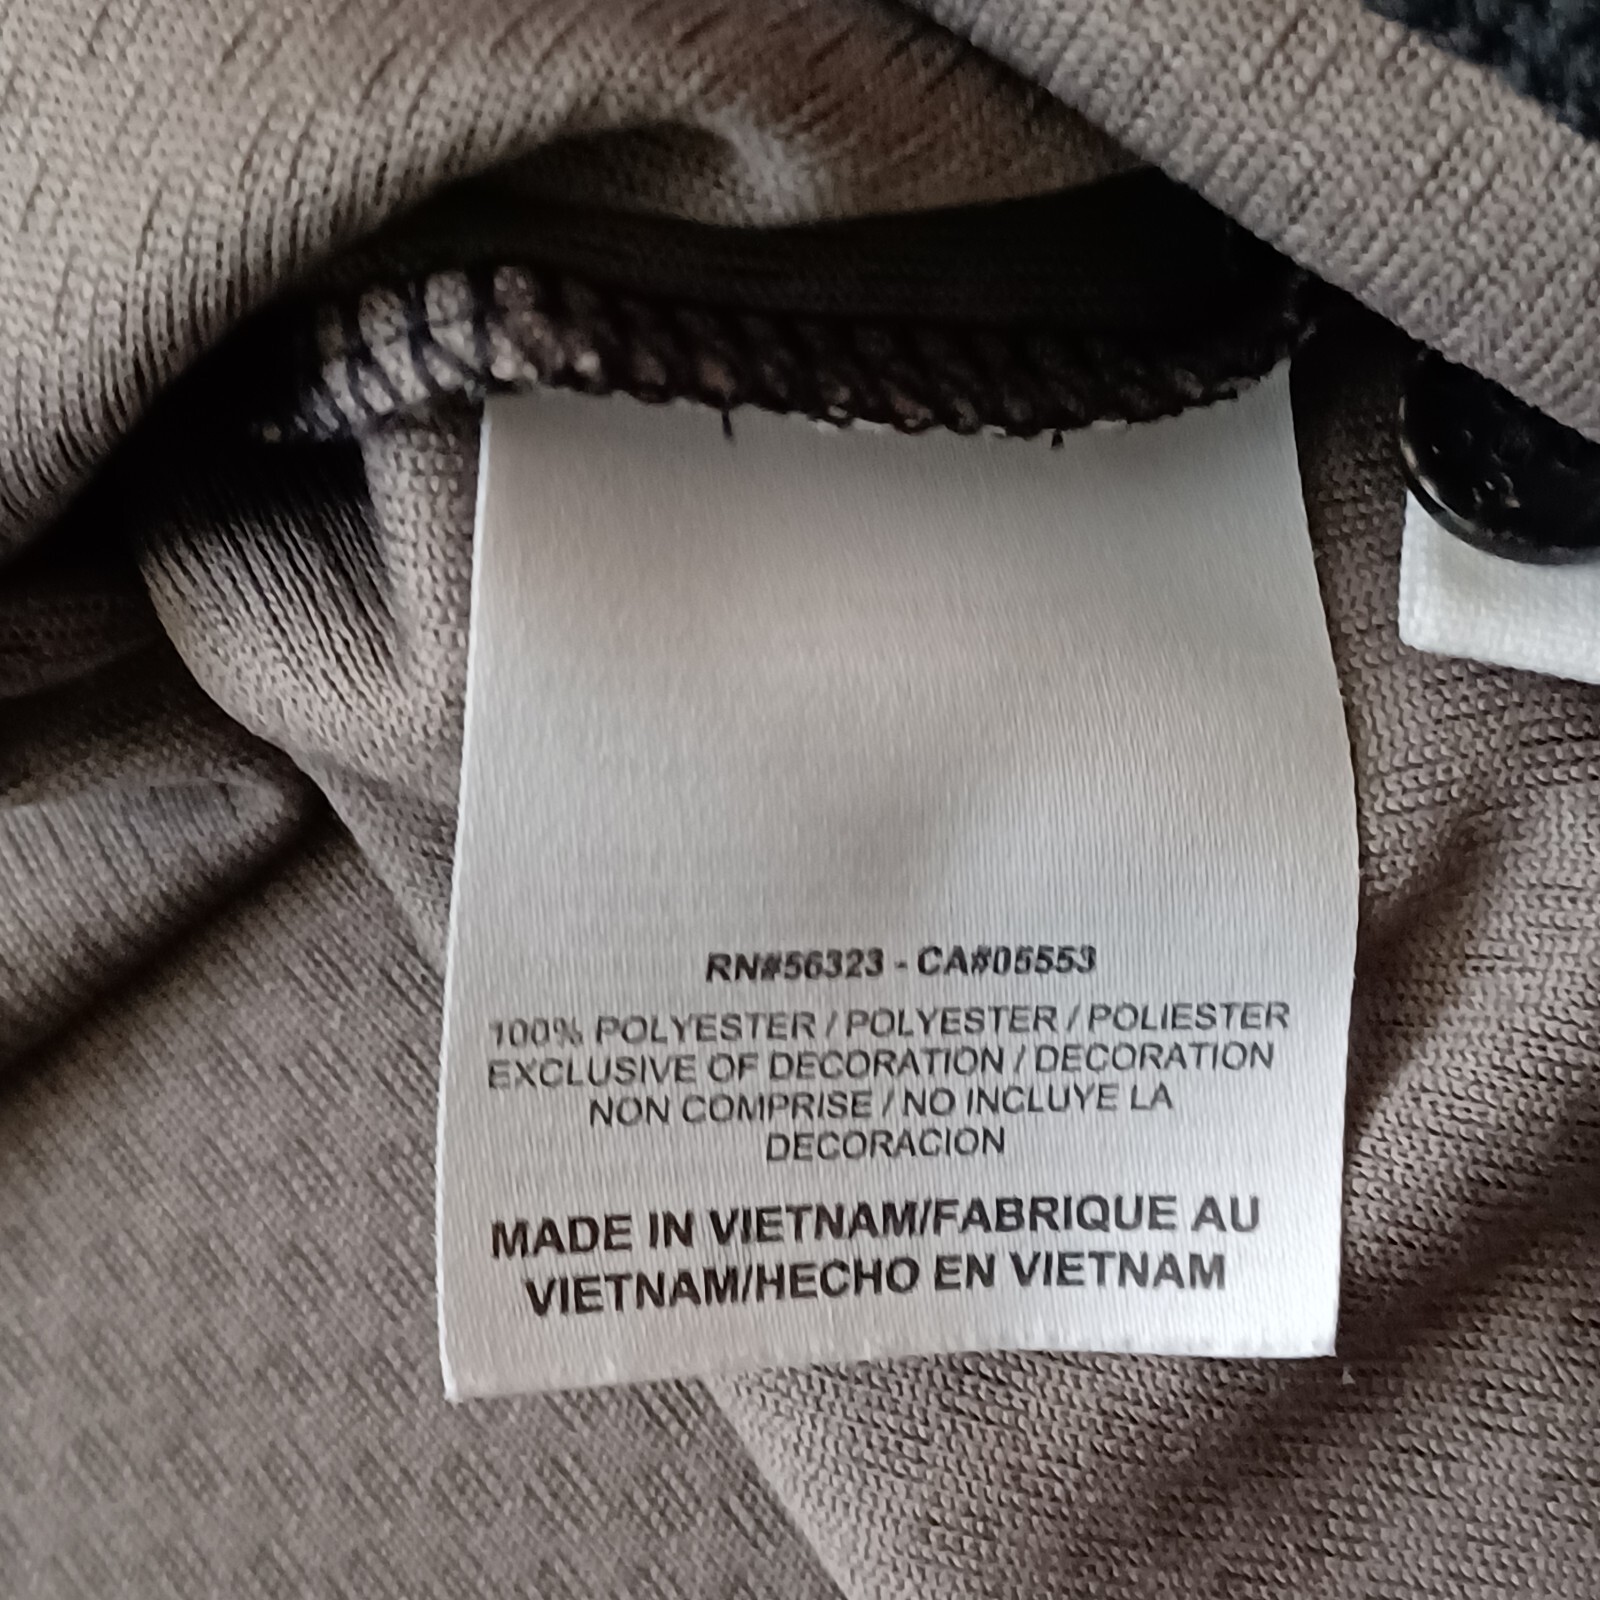 RN#56323 - CA#05553
100% POLYESTER / POLYESTER / POLIESTER
EXCLUSIVE OF DECORATION / DECORATION
NON COMPRISE / NO INCLUYE LA
DECORACION
MADE IN VIETNAM/FABRIQUE AU
VIETNAM/HECHO EN VIETNAM